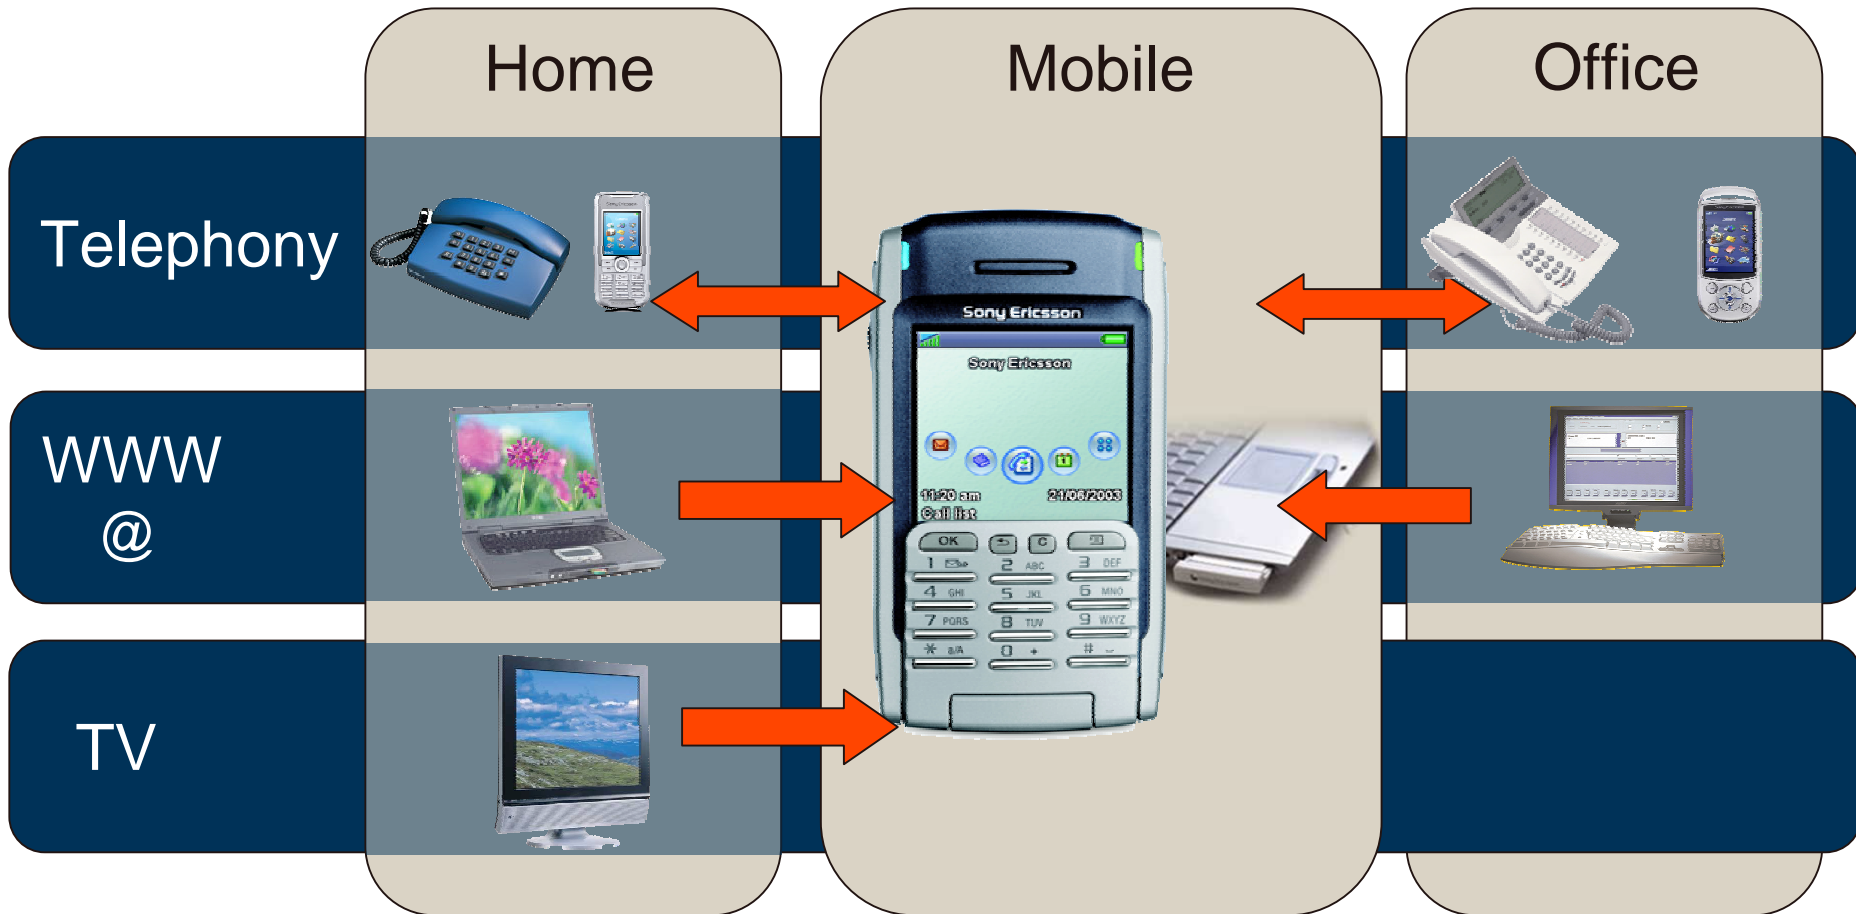 Home
Mobile
Office
Telephony
WWW
@
TV
Sony Ericsson
Sony Ericsson
11:20 am 21/06/2003
Call list
OK C
1 2 ABC 3 DEF
4 GHI 5 JKL 6 MNO
7 PQRS 8 TUV 9 WXYZ
* a/A 0 + #